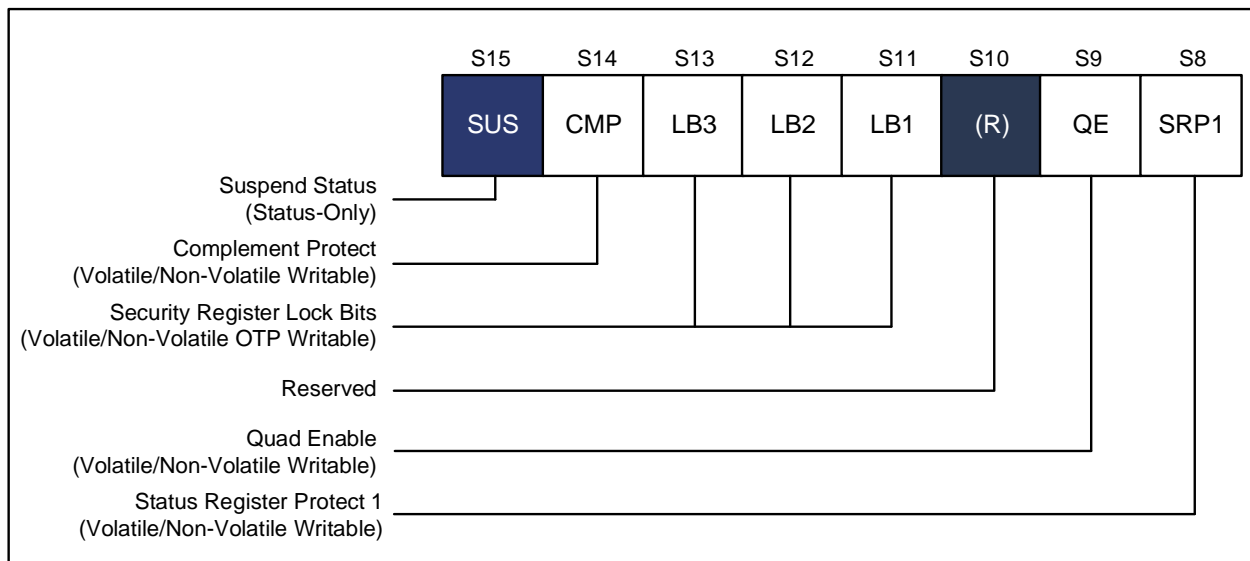 S15 S14 S13 S12 S11 S10 S9 S8
SUS CMP LB3 LB2 LB1 (R) QE SRP1
Suspend Status
(Status-Only)
Complement Protect
(Volatile/Non-Volatile Writable)
Security Register Lock Bits
(Volatile/Non-Volatile OTP Writable)
Reserved
Quad Enable
(Volatile/Non-Volatile Writable)
Status Register Protect 1
(Volatile/Non-Volatile Writable)